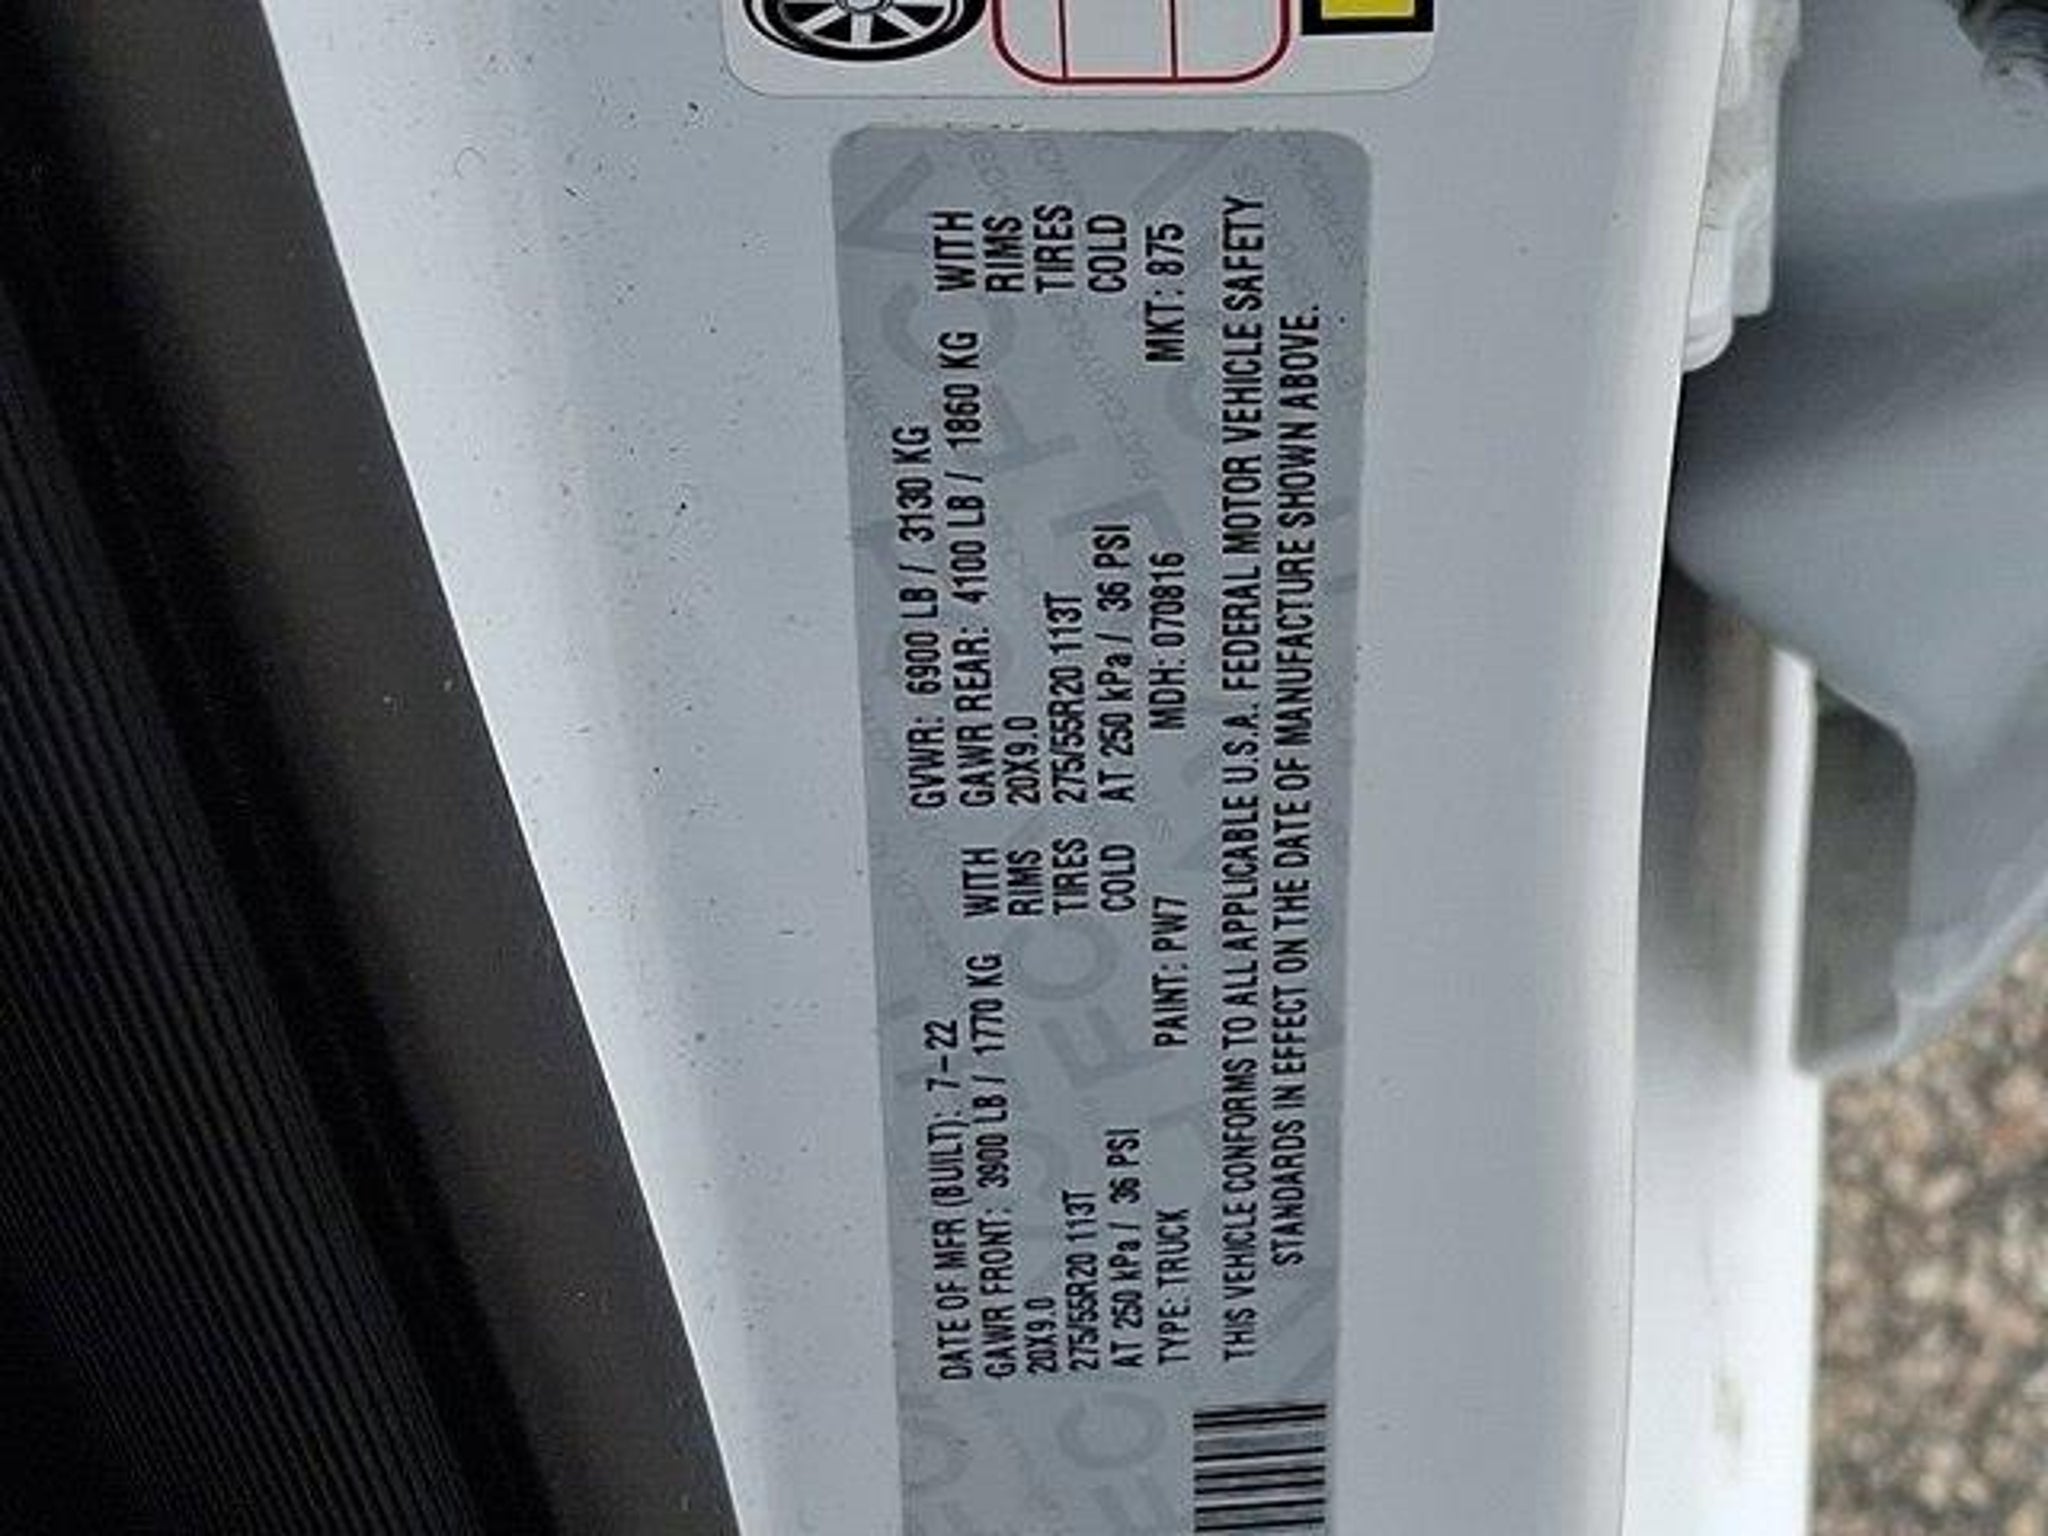 DATE OF MFR (BUILT): 7-22 GVWR: 6900 LB / 3130 KG
GAWR FRONT: 3900 LB / 1770 KG WITH GAWR REAR: 4100 LB / 1860 KG WITH
20X9.0 RIMS 20X9.0 RIMS
275/55R20 113T TIRES 275/55R20 113T TIRES
AT 250 kPa / 36 PSI COLD AT 250 kPa / 36 PSI COLD
TYPE: TRUCK PAINT: PW7 MDH: 070816 MKT: 875
THIS VEHICLE CONFORMS TO ALL APPLICABLE U.S.A. FEDERAL MOTOR VEHICLE SAFETY
STANDARDS IN EFFECT ON THE DATE OF MANUFACTURE SHOWN ABOVE.